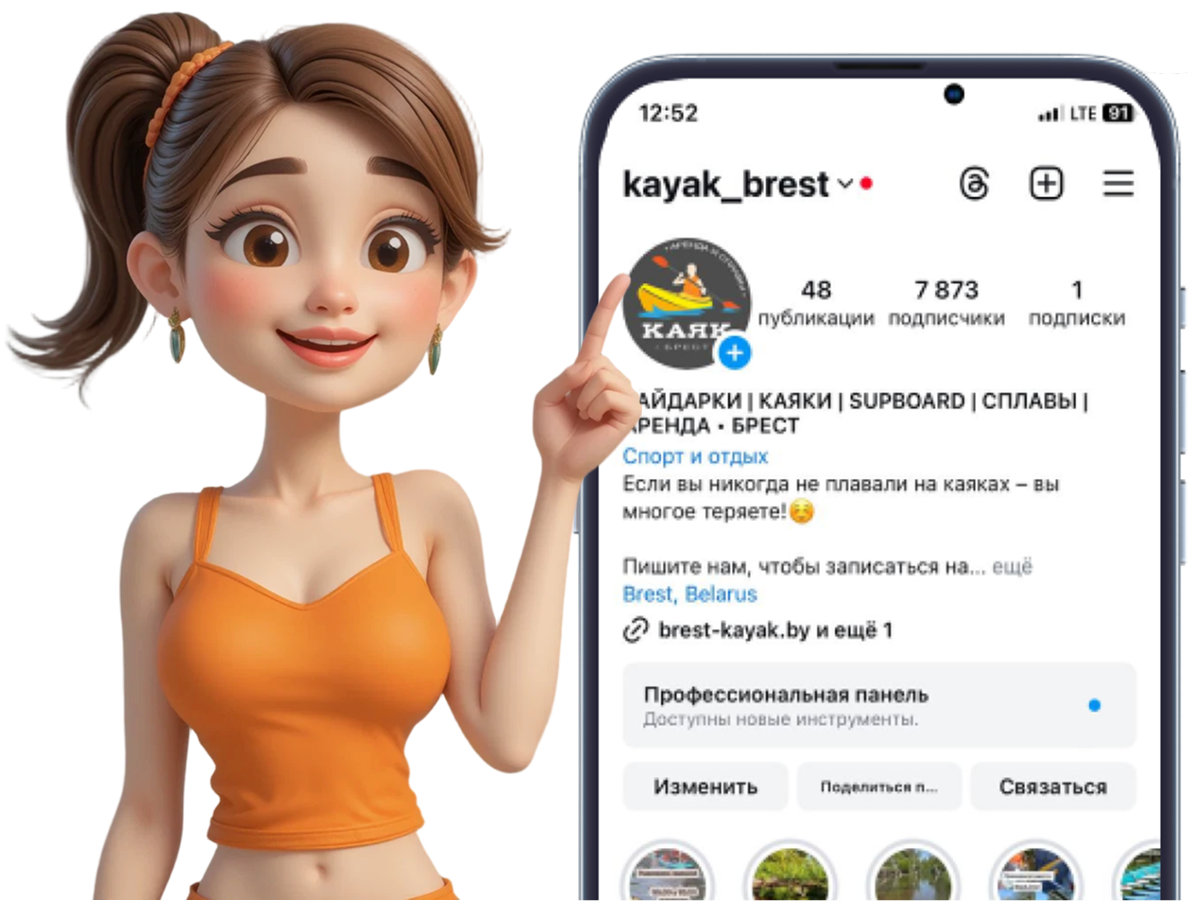 12:52
LTE 91
kayak_brest
АРЕНДА И СПЛАВЫ
КАЯК
БРЕСТ
48
публикации
7 873
подписчики
1
подписки
АЙДАРКИ | КАЯКИ | SUPBOARD | СПЛАВЫ |
РЕНДА • БРЕСТ
Спорт и отдых
Если вы никогда не плавали на каяках – вы
многое теряете!☺️
Пишите нам, чтобы записаться на... ещё
Brest, Belarus
brest-kayak.by и ещё 1
Профессиональная панель
Доступны новые инструменты.
Изменить
Поделиться п...
Связаться